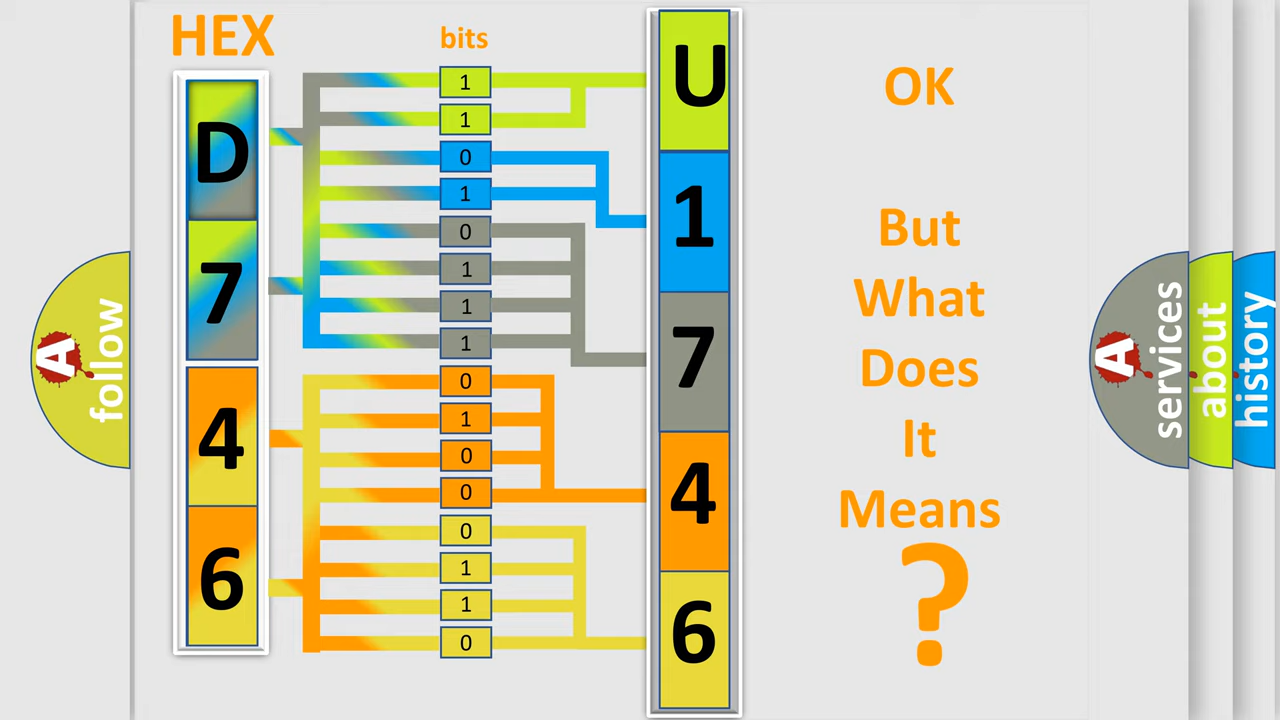 HEX
bits
D
7
4
6
1
1
0
1
0
1
1
1
0
1
0
0
0
1
1
0
U
1
7
4
6
OK
But
What
Does
It
Means
?
A
follow
A
services
about
history